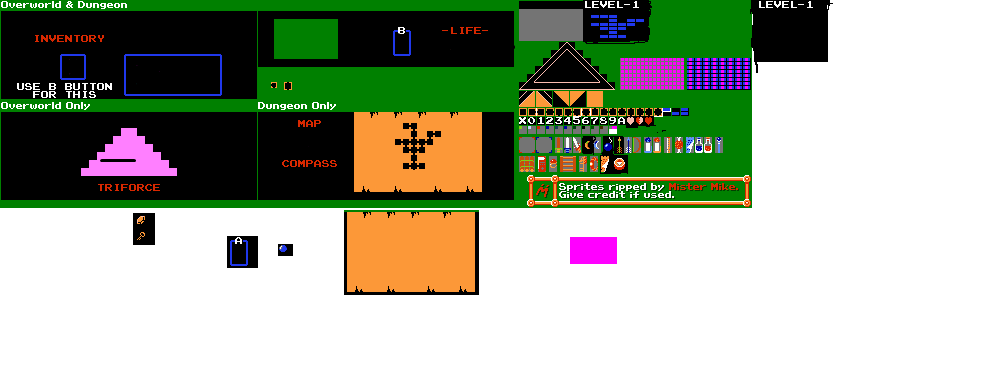 Overworld & Dungeon
LEVEL-1
LEVEL-1
B
-LIFE-
INVENTORY
USE B BUTTON
FOR THIS
Overworld Only
Dungeon Only
MAP
X0123456789A
COMPASS
TRIFORCE
Sprites ripped by Mister Mike.
Give credit if used.
A